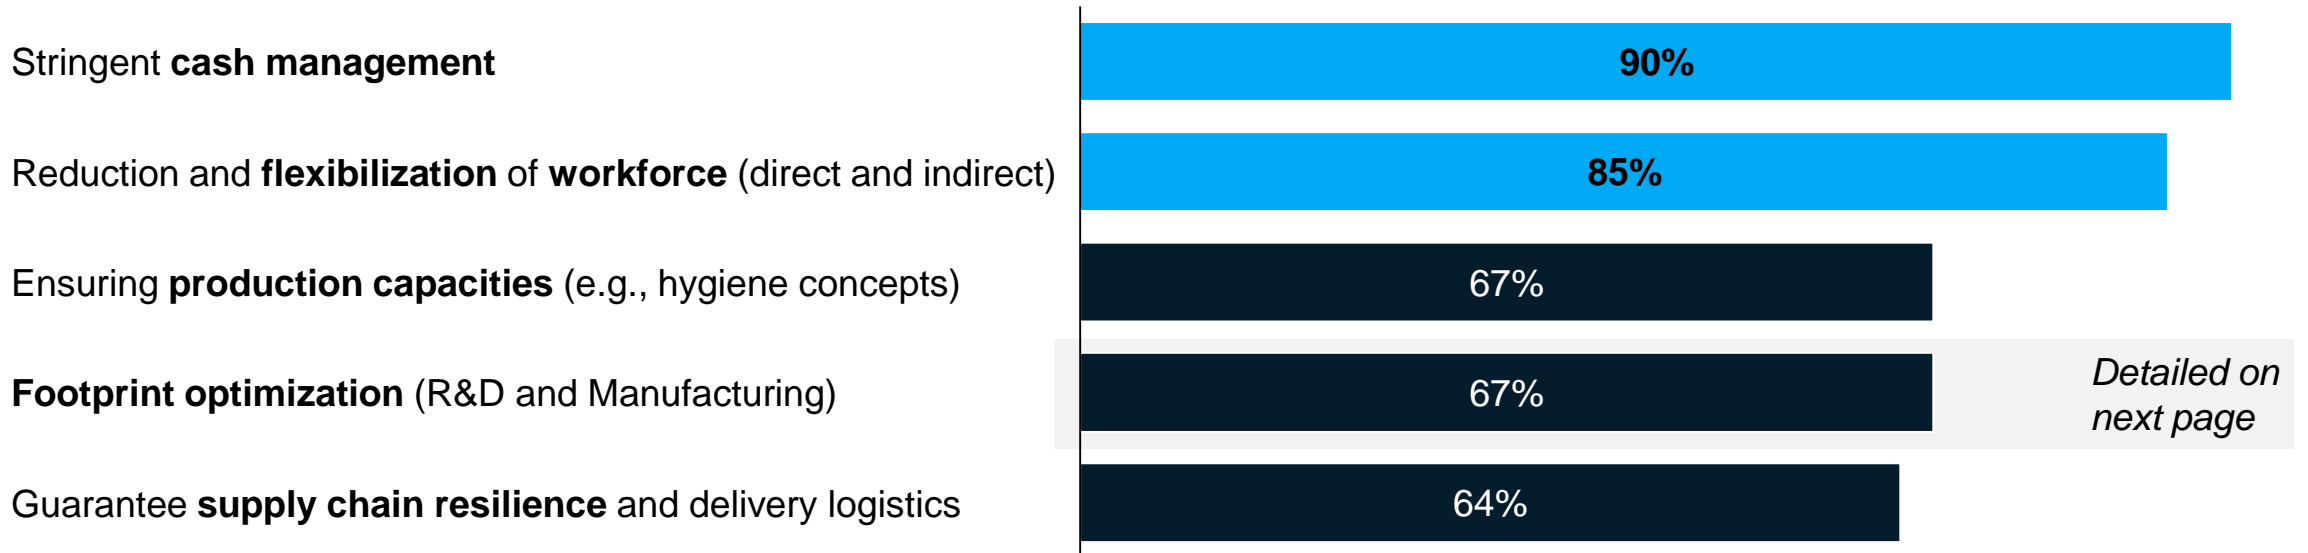 Stringent cash management
90%
Reduction and flexibilization of workforce (direct and indirect)
85%
Ensuring production capacities (e.g., hygiene concepts)
67%
Footprint optimization (R&D and Manufacturing)
67%
Detailed on
next page
Guarantee supply chain resilience and delivery logistics
64%